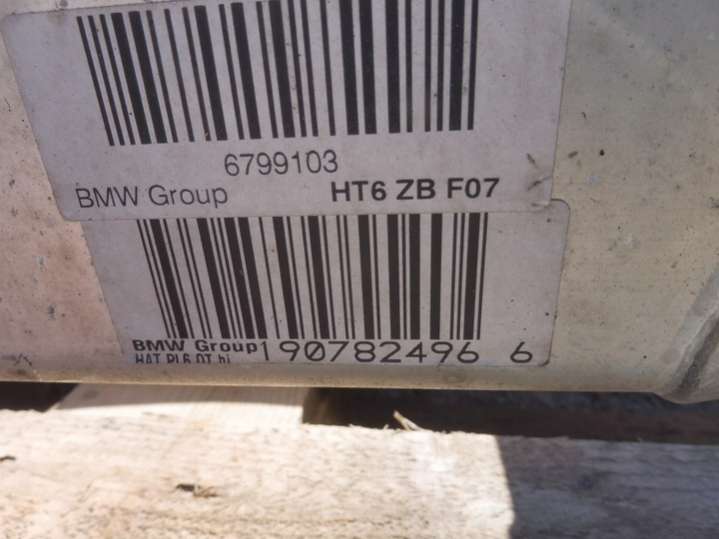 6799103
BMW Group HT6 ZB F07
BMW Group 190782496 6